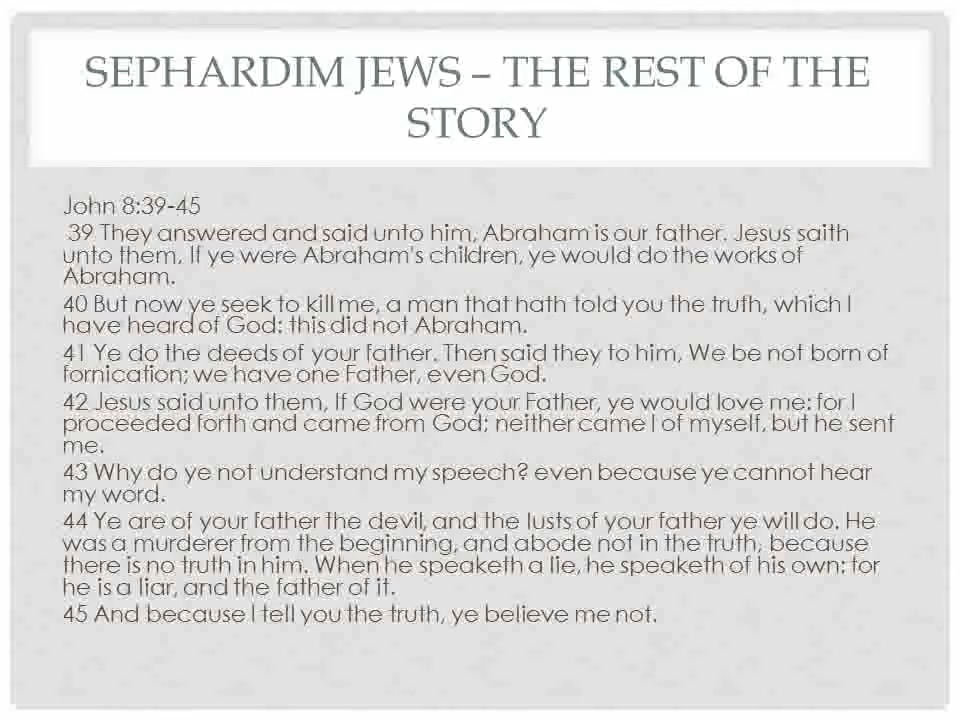 SEPHARDIM JEWS – THE REST OF THE
STORY
John 8:39-45
39 They answered and said unto him, Abraham is our father. Jesus saith
unto them, If ye were Abraham's children, ye would do the works of
Abraham.
40 But now ye seek to kill me, a man that hath told you the truth, which I
have heard of God: this did not Abraham.
41 Ye do the deeds of your father. Then said they to him, We be not born of
fornication; we have one Father, even God.
42 Jesus said unto them, If God were your Father, ye would love me: for I
proceeded forth and came from God; neither came I of myself, but he sent
me.
43 Why do ye not understand my speech? even because ye cannot hear
my word.
44 Ye are of your father the devil, and the lusts of your father ye will do. He
was a murderer from the beginning, and abode not in the truth, because
there is no truth in him. When he speaketh a lie, he speaketh of his own: for
he is a liar, and the father of it.
45 And because I tell you the truth, ye believe me not.